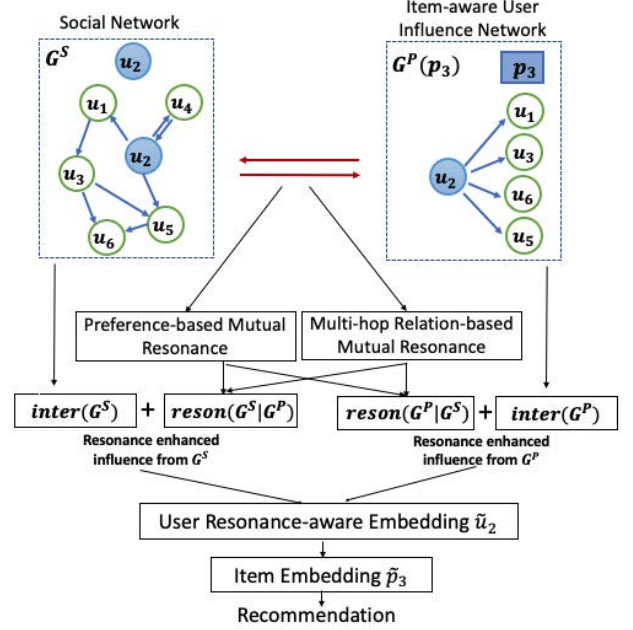 Social Network
Item-aware User
Influence Network
G^S
u_2
u_1
u_4
u_2
u_3
u_5
u_6
G^P(p_3)
p_3
u_1
u_3
u_2
u_6
u_5
Preference-based Mutual
Resonance
Multi-hop Relation-based
Mutual Resonance
inter(G^S) + reson(G^S|G^P)
reson(G^P|G^S) + inter(G^P)
Resonance enhanced
influence from G^S
Resonance enhanced
influence from G^P
User Resonance-aware Embedding ũ_2
Item Embedding p̃_3
Recommendation